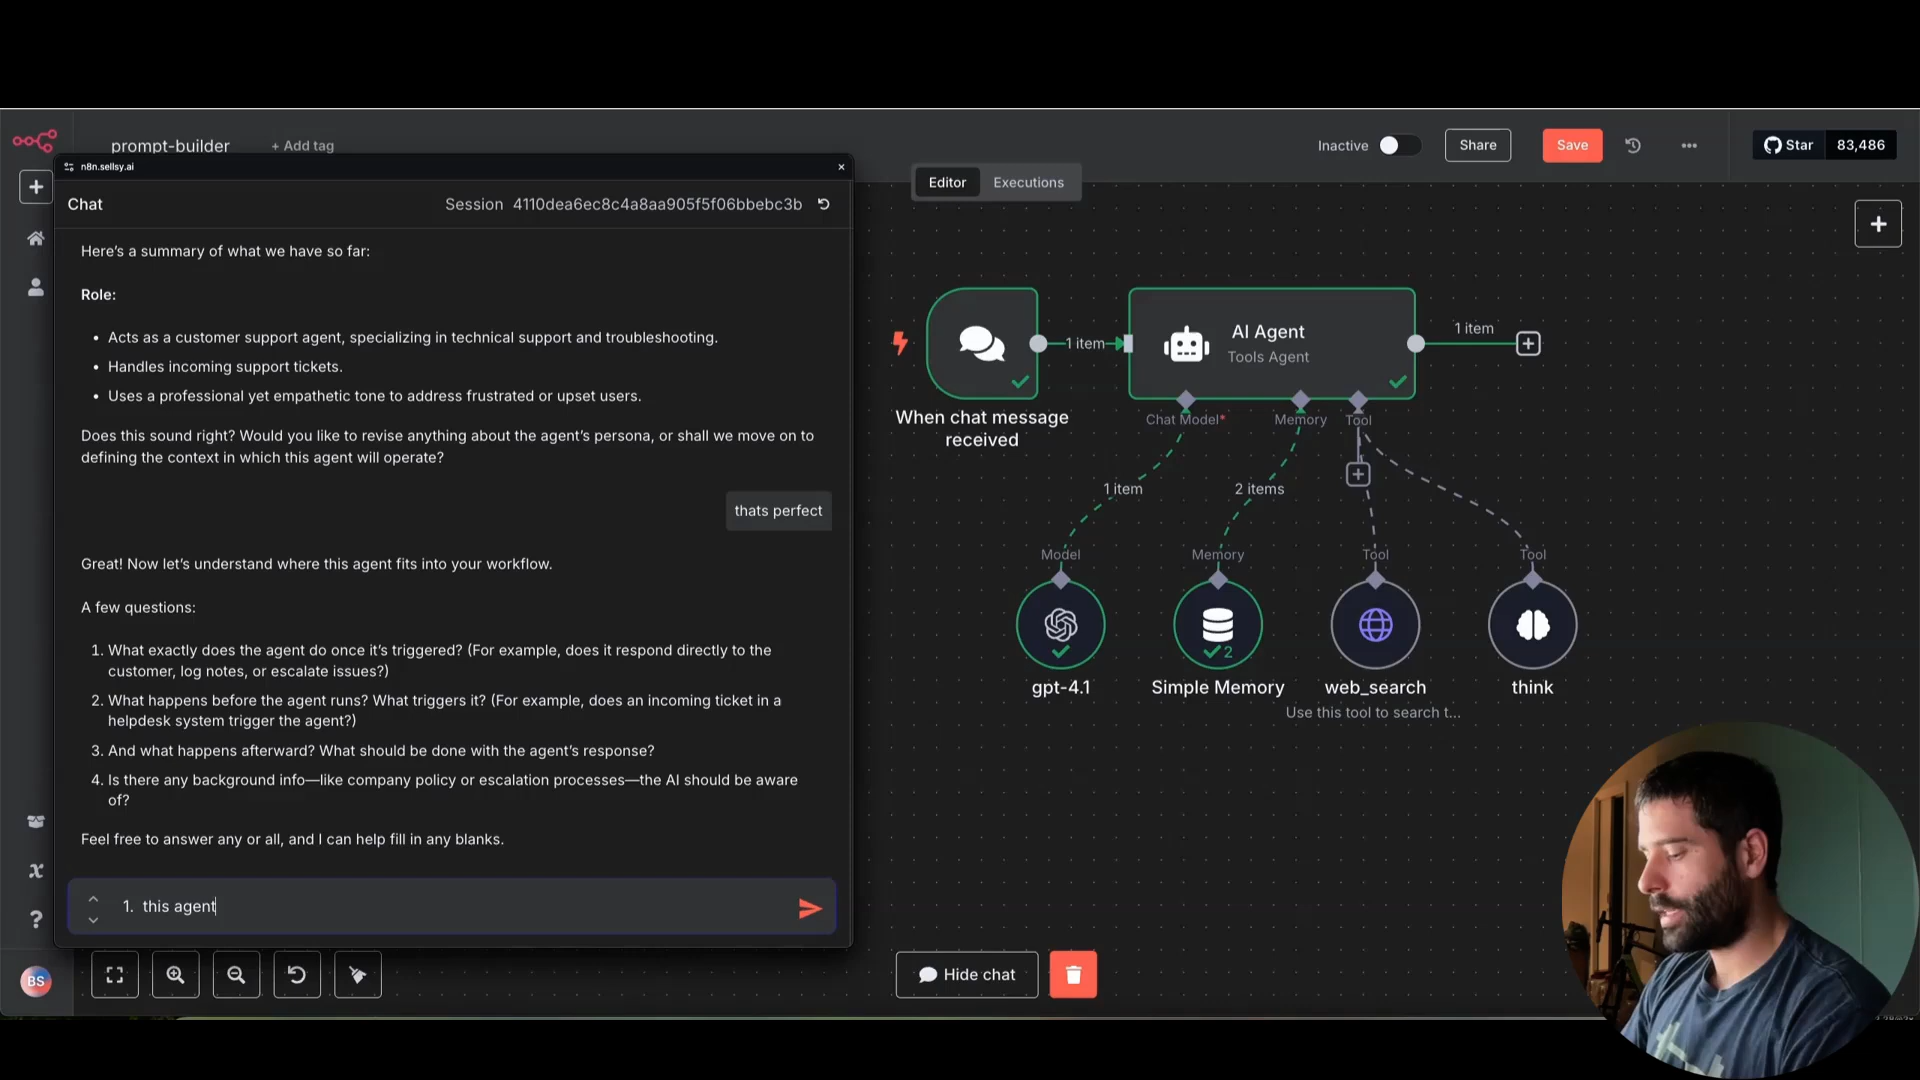 prompt-builder
+ Add tag
Inactive
Share
Save
Star
83,486
n8n.sellsy.ai
Editor
Executions
Chat
Session 4110dea6ec8c4a8aa905f5f06bbebc3b
Here's a summary of what we have so far:
Role:
• Acts as a customer support agent, specializing in technical support and troubleshooting.
• Handles incoming support tickets.
• Uses a professional yet empathetic tone to address frustrated or upset users.
Does this sound right? Would you like to revise anything about the agent's persona, or shall we move on to
defining the context in which this agent will operate?
thats perfect
Great! Now let's understand where this agent fits into your workflow.
A few questions:
1. What exactly does the agent do once it's triggered? (For example, does it respond directly to the
customer, log notes, or escalate issues?)
2. What happens before the agent runs? What triggers it? (For example, does an incoming ticket in a
helpdesk system trigger the agent?)
3. And what happens afterward? What should be done with the agent's response?
4. Is there any background info—like company policy or escalation processes—the AI should be aware
of?
Feel free to answer any or all, and I can help fill in any blanks.
1. this agent
BS
1 item
AI Agent
Tools Agent
1 item
When chat message
received
Chat Model*
Memory
Tool
1 item
2 items
Model
Memory
Tool
Tool
2
gpt-4.1
Simple Memory
web_search
think
Use this tool to search t...
Hide chat